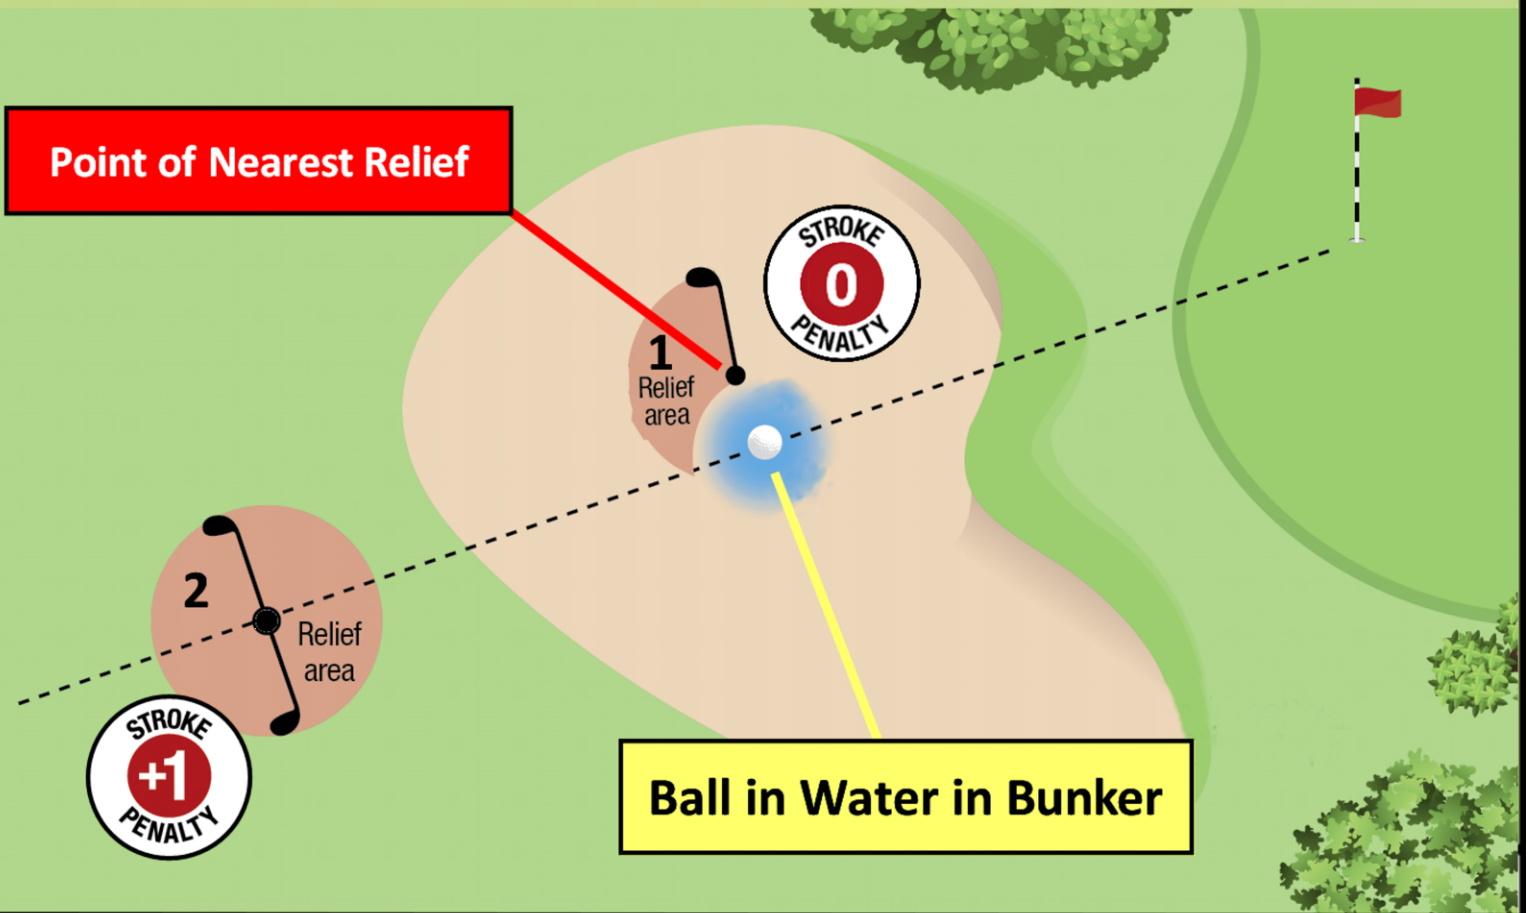 Point of Nearest Relief
STROKE
0
PENALTY
1
Relief
area
2
Relief
area
STROKE
+1
PENALTY
Ball in Water in Bunker